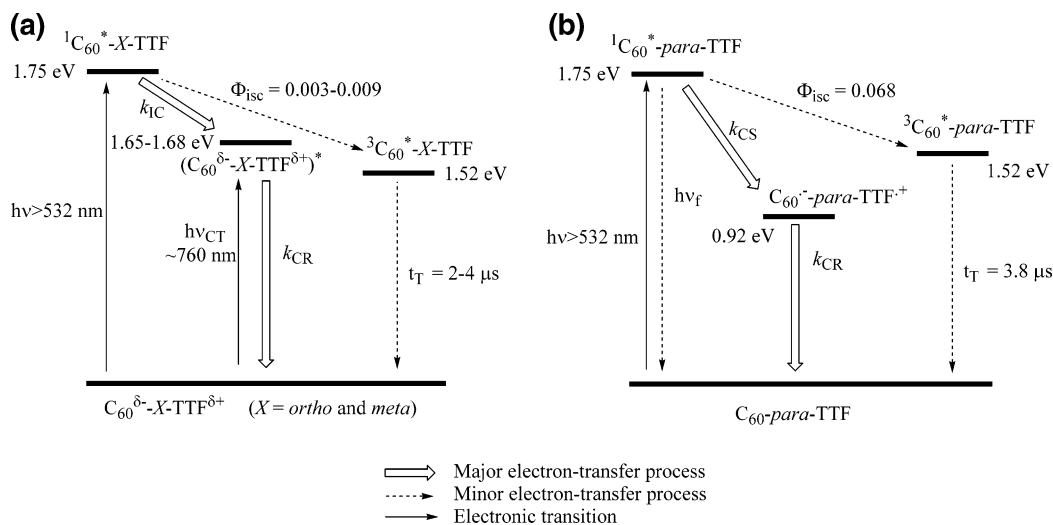 (a)
¹C₆₀*-X-TTF
1.75 eV
Φisc = 0.003-0.009
kIC
1.65-1.68 eV
(C₆₀δ--X-TTFδ+)*
³C₆₀*-X-TTF
1.52 eV
hν>532 nm
hνCT
~760 nm
kCR
tT = 2-4 μs
C₆₀δ--X-TTFδ+
(X = ortho and meta)
(b)
¹C₆₀*-para-TTF
1.75 eV
Φisc = 0.068
kCS
³C₆₀*-para-TTF
1.52 eV
hνf
C₆₀·⁻-para-TTF·⁺
0.92 eV
hν>532 nm
kCR
tT = 3.8 μs
C₆₀-para-TTF
Major electron-transfer process
Minor electron-transfer process
Electronic transition